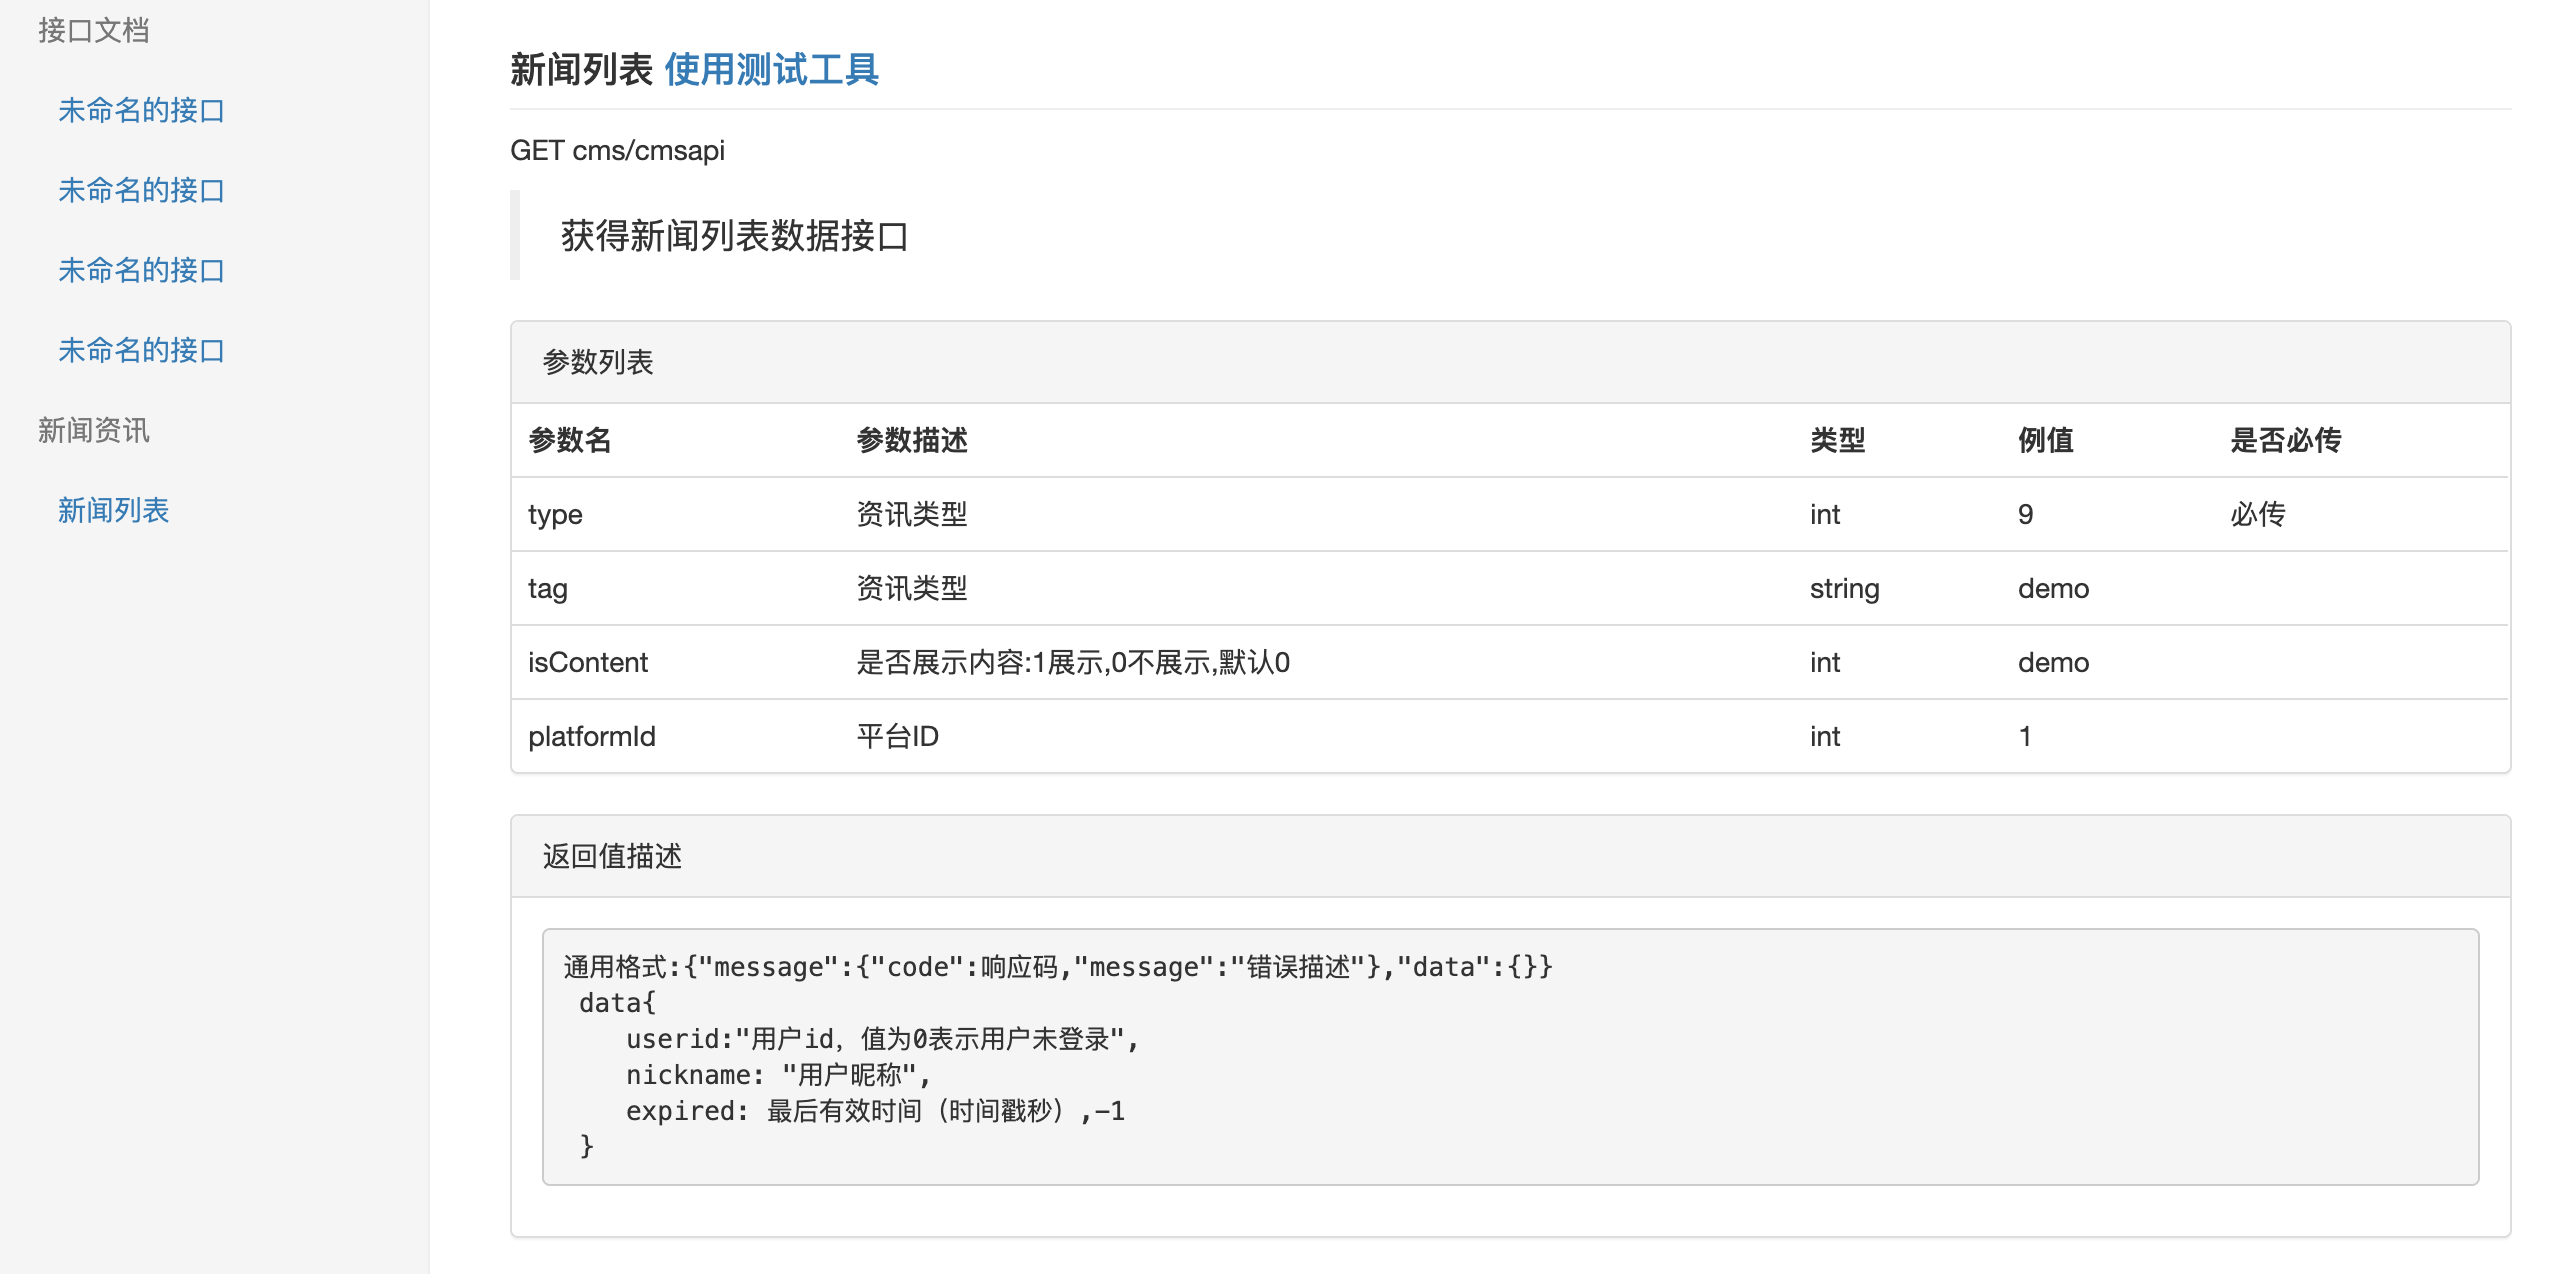 接口文档
未命名的接口
未命名的接口
未命名的接口
未命名的接口
新闻资讯
新闻列表
新闻列表 使用测试工具
GET cms/cmsapi
获得新闻列表数据接口
参数列表
参数名 参数描述 类型 例值 是否必传
type 资讯类型 int 9 必传
tag 资讯类型 string demo
isContent 是否展示内容:1展示,0不展示,默认0 int demo
platformId 平台ID int 1
返回值描述
通用格式:{"message":{"code":响应码,"message":"错误描述"},"data":{}}
data{
userid:"用户id，值为0表示用户未登录",
nickname: "用户昵称",
expired: 最后有效时间（时间戳秒）,-1
}